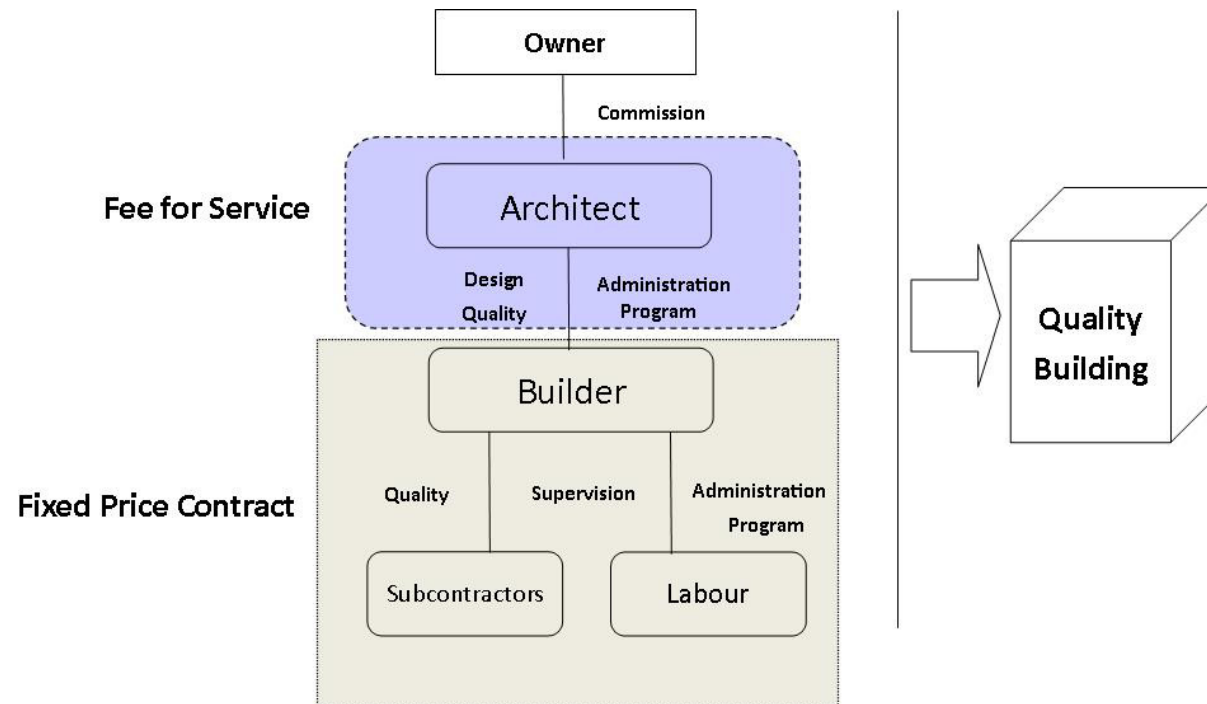 Owner
Commission
Fee for Service
Architect
Design
Quality
Administration
Program
Builder
Fixed Price Contract
Quality
Supervision
Administration
Program
Subcontractors
Labour
Quality
Building